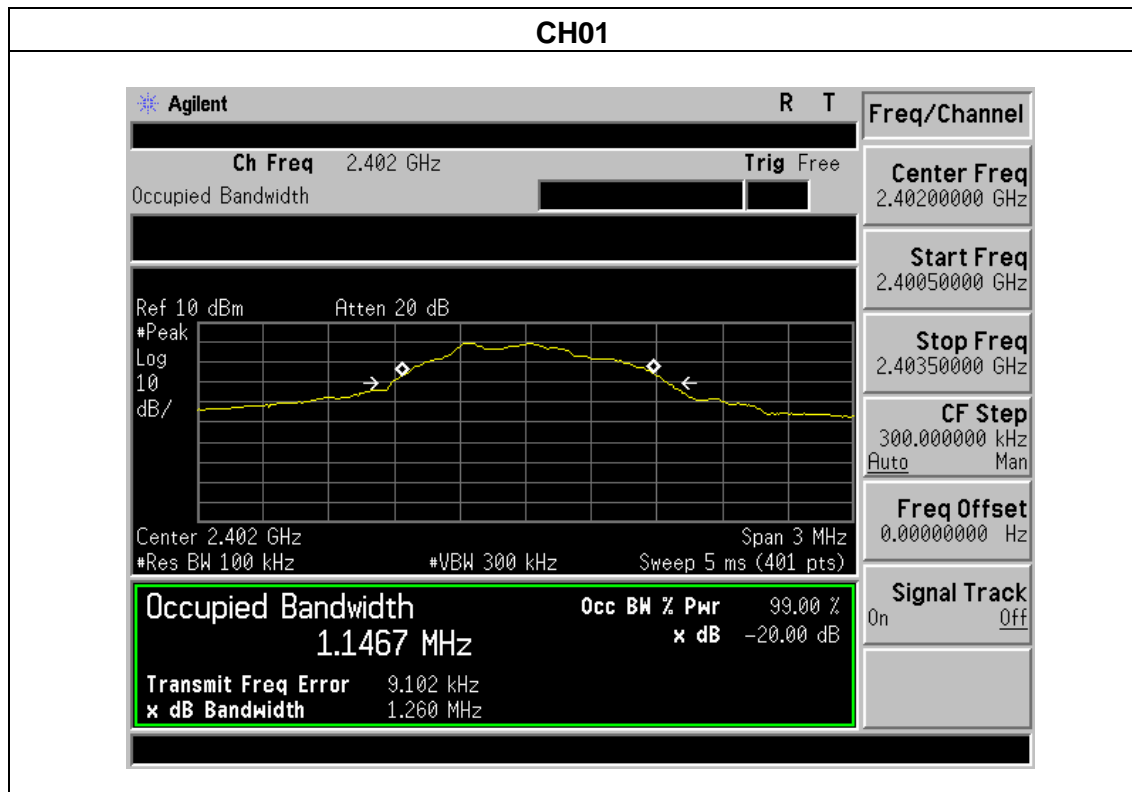 CH01
Agilent
R T
Ch Freq 2.402 GHz
Trig Free
Occupied Bandwidth
Ref 10 dBm
Atten 20 dB
#Peak
Log
10
dB/
Center 2.402 GHz
Span 3 MHz
#Res BW 100 kHz
#VBW 300 kHz
Sweep 5 ms (401 pts)
Occupied Bandwidth
1.1467 MHz
Occ BW % Pwr 99.00 %
x dB -20.00 dB
Transmit Freq Error 9.102 kHz
x dB Bandwidth 1.260 MHz
Freq/Channel
Center Freq
2.40200000 GHz
Start Freq
2.40050000 GHz
Stop Freq
2.40350000 GHz
CF Step
300.000000 kHz
Auto Man
Freq Offset
0.00000000 Hz
Signal Track
On Off